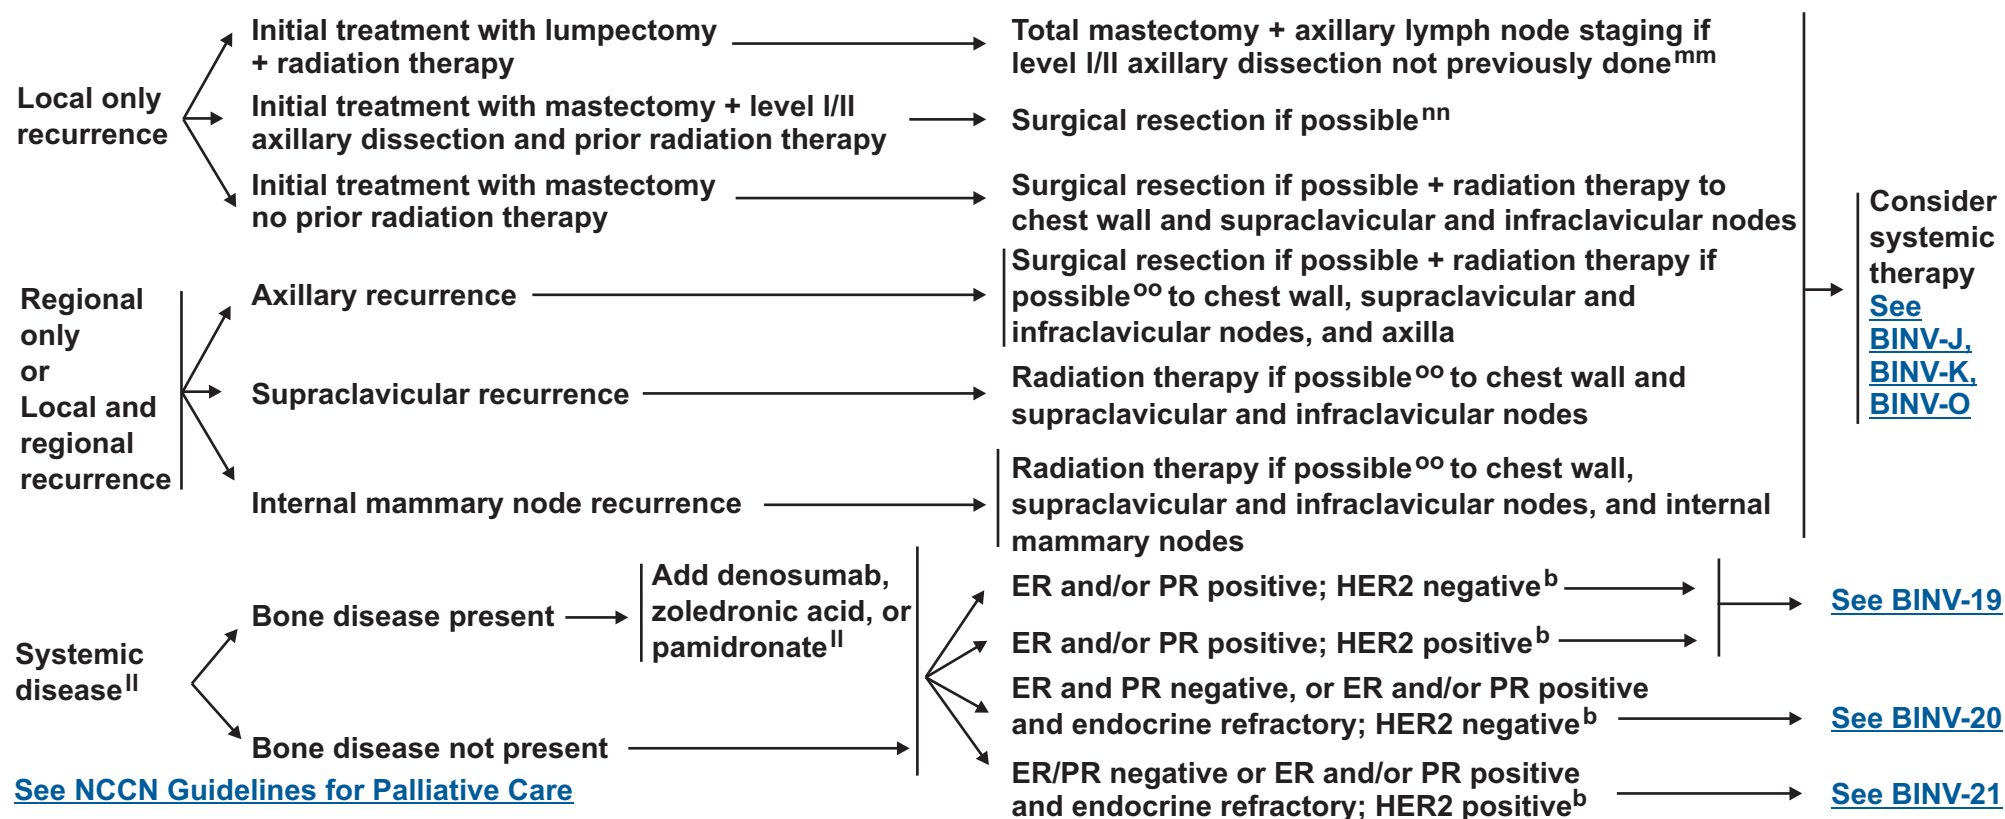 Local only
recurrence
Initial treatment with lumpectomy
+ radiation therapy
Total mastectomy + axillary lymph node staging if
level I/II axillary dissection not previously done mm
Initial treatment with mastectomy + level I/II
axillary dissection and prior radiation therapy
Surgical resection if possible nn
Initial treatment with mastectomy
no prior radiation therapy
Surgical resection if possible + radiation therapy to
chest wall and supraclavicular and infraclavicular nodes
Regional
only
or
Local and
regional
recurrence
Axillary recurrence
Surgical resection if possible + radiation therapy if
possible oo to chest wall, supraclavicular and
infraclavicular nodes, and axilla
Supraclavicular recurrence
Radiation therapy if possible oo to chest wall and
supraclavicular and infraclavicular nodes
Internal mammary node recurrence
Radiation therapy if possible oo to chest wall,
supraclavicular and infraclavicular nodes, and internal
mammary nodes
Consider
systemic
therapy
See
BINV-J,
BINV-K,
BINV-O
Systemic
disease ll
Bone disease present
Add denosumab,
zoledronic acid, or
pamidronate ll
Bone disease not present
ER and/or PR positive; HER2 negative b
ER and/or PR positive; HER2 positive b
See BINV-19
ER and PR negative, or ER and/or PR positive
and endocrine refractory; HER2 negative b
See BINV-20
ER/PR negative or ER and/or PR positive
and endocrine refractory; HER2 positive b
See BINV-21
See NCCN Guidelines for Palliative Care